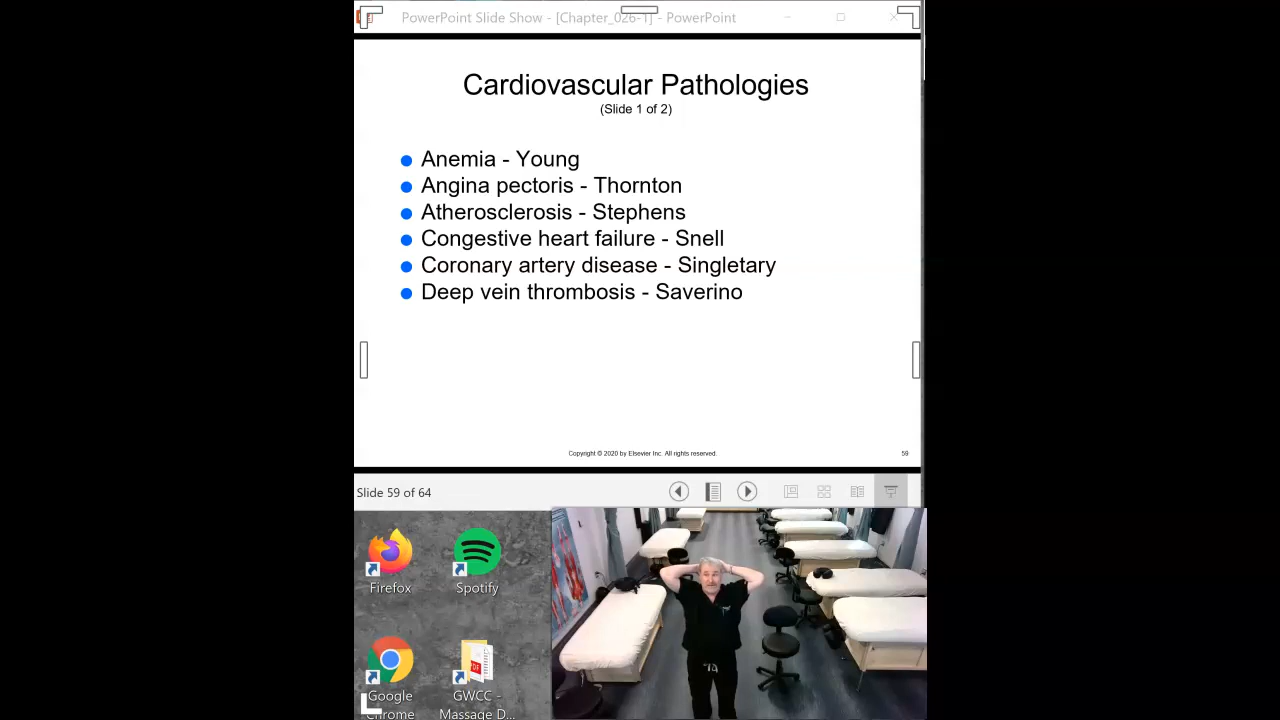 PowerPoint Slide Show - [Chapter_026-1] - PowerPoint
Cardiovascular Pathologies
(Slide 1 of 2)
Anemia - Young
Angina pectoris - Thornton
Atherosclerosis - Stephens
Congestive heart failure - Snell
Coronary artery disease - Singletary
Deep vein thrombosis - Saverino
Copyright © 2020 by Elsevier Inc. All rights reserved.
59
Slide 59 of 64
Firefox
Spotify
Google
Chrome
GWCC -
Massage D...